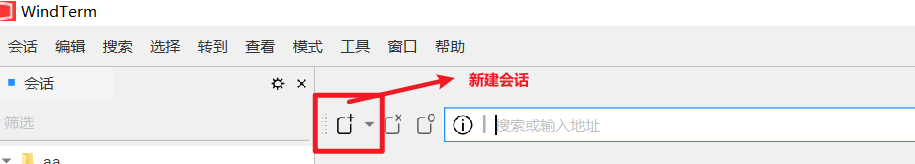 WindTerm
会话 编辑 搜索 选择 转到 查看 模式 工具 窗口 帮助
会话
新建会话
筛选
搜索或输入地址
aa